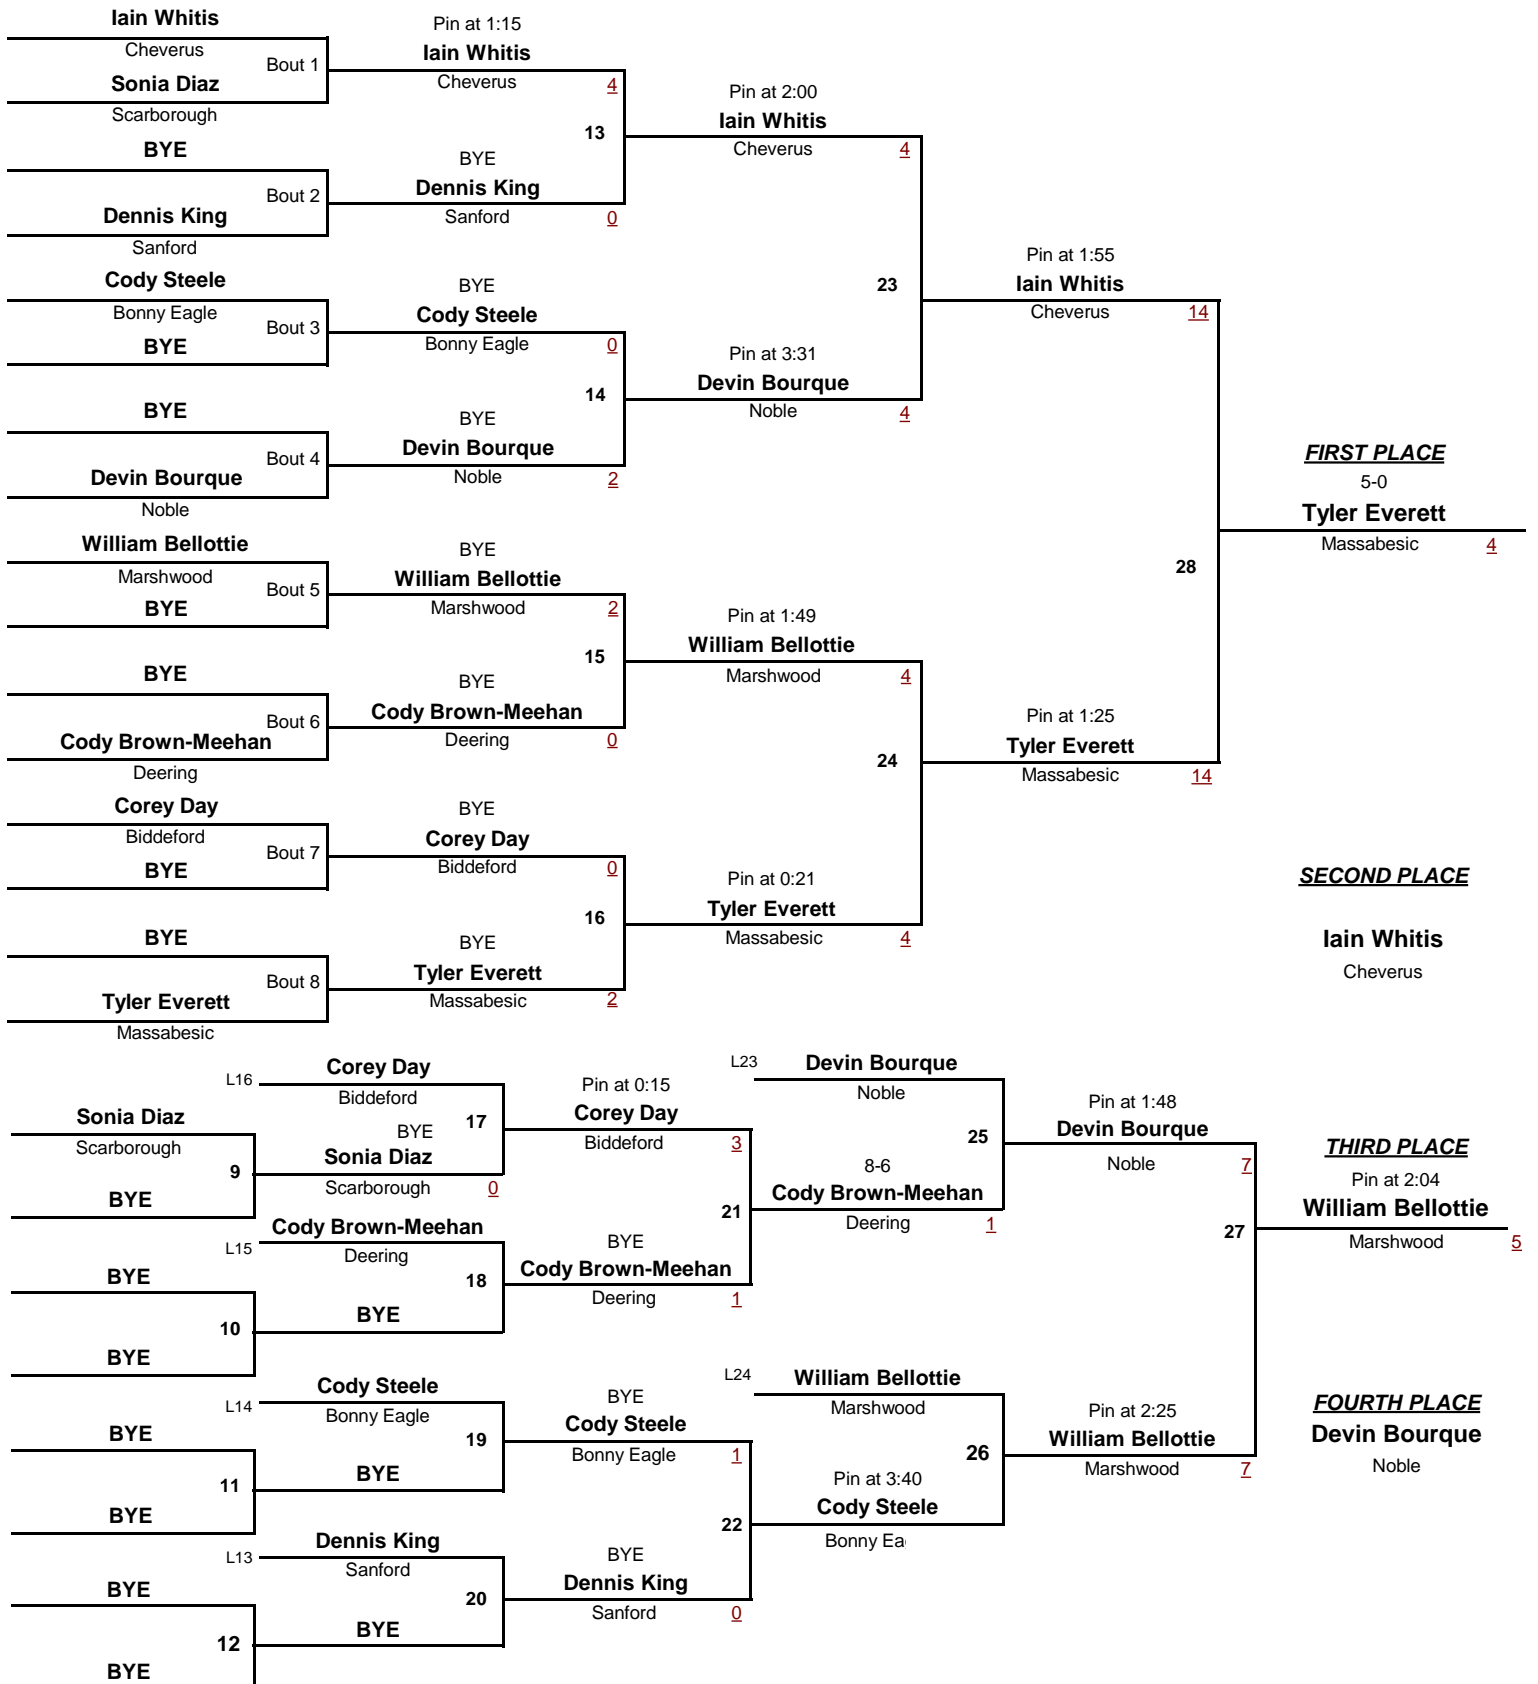 Iain Whitis
Cheverus
Bout 1
Sonia Diaz
Scarborough
BYE
Bout 2
Dennis King
Sanford
Cody Steele
Bonny Eagle
Bout 3
BYE
BYE
Bout 4
Devin Bourque
Noble
William Bellottie
Marshwood
Bout 5
BYE
BYE
Bout 6
Cody Brown-Meehan
Deering
Corey Day
Biddeford
Bout 7
BYE
BYE
Bout 8
Tyler Everett
Massabesic
Pin at 1:15
Iain Whitis
Cheverus 4
13
BYE
Dennis King
Sanford 0
BYE
Cody Steele
Bonny Eagle 0
14
BYE
Devin Bourque
Noble 2
BYE
William Bellottie
Marshwood 2
15
BYE
Cody Brown-Meehan
Deering 0
BYE
Corey Day
Biddeford 0
16
BYE
Tyler Everett
Massabesic 2
Pin at 2:00
Iain Whitis
Cheverus 4
23
Pin at 3:31
Devin Bourque
Noble 4
Pin at 1:49
William Bellottie
Marshwood 4
24
Pin at 0:21
Tyler Everett
Massabesic 4
Pin at 1:55
Iain Whitis
Cheverus 14
28
Pin at 1:25
Tyler Everett
Massabesic 14
FIRST PLACE
5-0
Tyler Everett
Massabesic 4
SECOND PLACE
Iain Whitis
Cheverus
Sonia Diaz
Scarborough
9
BYE
BYE
10
BYE
BYE
11
BYE
BYE
12
BYE
L16
Corey Day
Biddeford
17
BYE
Sonia Diaz
Scarborough 0
Cody Brown-Meehan
L15
Deering
18
BYE
Cody Steele
L14
Bonny Eagle
19
BYE
Dennis King
L13
Sanford
20
BYE
Pin at 0:15
Corey Day
Biddeford 3
21
BYE
Cody Brown-Meehan
Deering 1
BYE
Cody Steele
Bonny Eagle 1
22
BYE
Dennis King
Sanford 0
L23
Devin Bourque
Noble
25
8-6
Cody Brown-Meehan
Deering 1
L24
William Bellottie
Marshwood
26
Pin at 3:40
Cody Steele
Bonny Ea
Pin at 1:48
Devin Bourque
Noble 7
27
Pin at 2:25
William Bellottie
Marshwood 7
THIRD PLACE
Pin at 2:04
William Bellottie
Marshwood 5
FOURTH PLACE
Devin Bourque
Noble